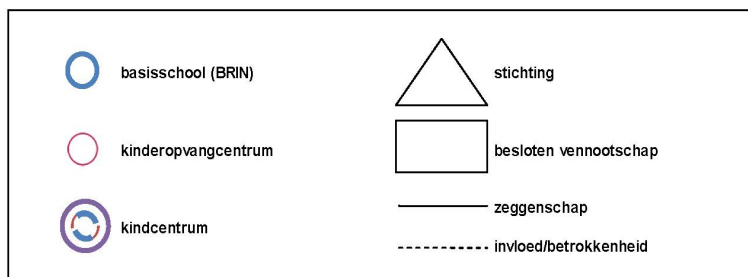 basisschool (BRIN)
kinderopvangcentrum
kindcentrum
stichting
besloten vennootschap
zeggenschap
invloed/betrokkenheid